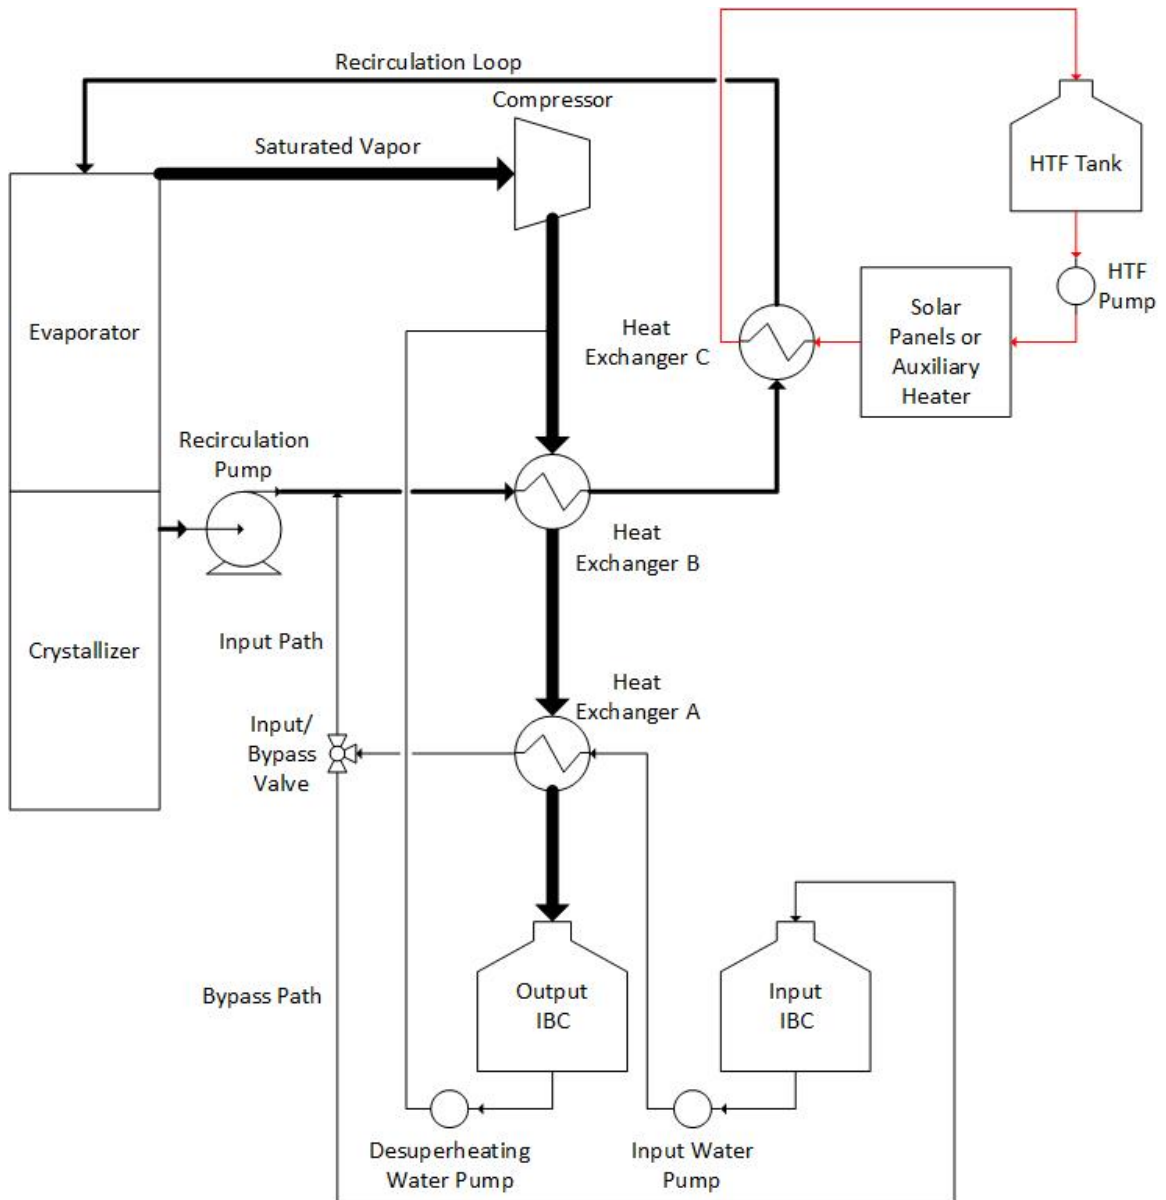 Recirculation Loop
Compressor
Saturated Vapor
HTF Tank
HTF
Pump
Solar
Panels or
Auxiliary
Heater
Heat
Exchanger C
Evaporator
Recirculation
Pump
Heat
Exchanger B
Crystallizer
Input Path
Heat
Exchanger A
Input/
Bypass
Valve
Bypass Path
Output
IBC
Input
IBC
Desuperheating
Water Pump
Input Water
Pump